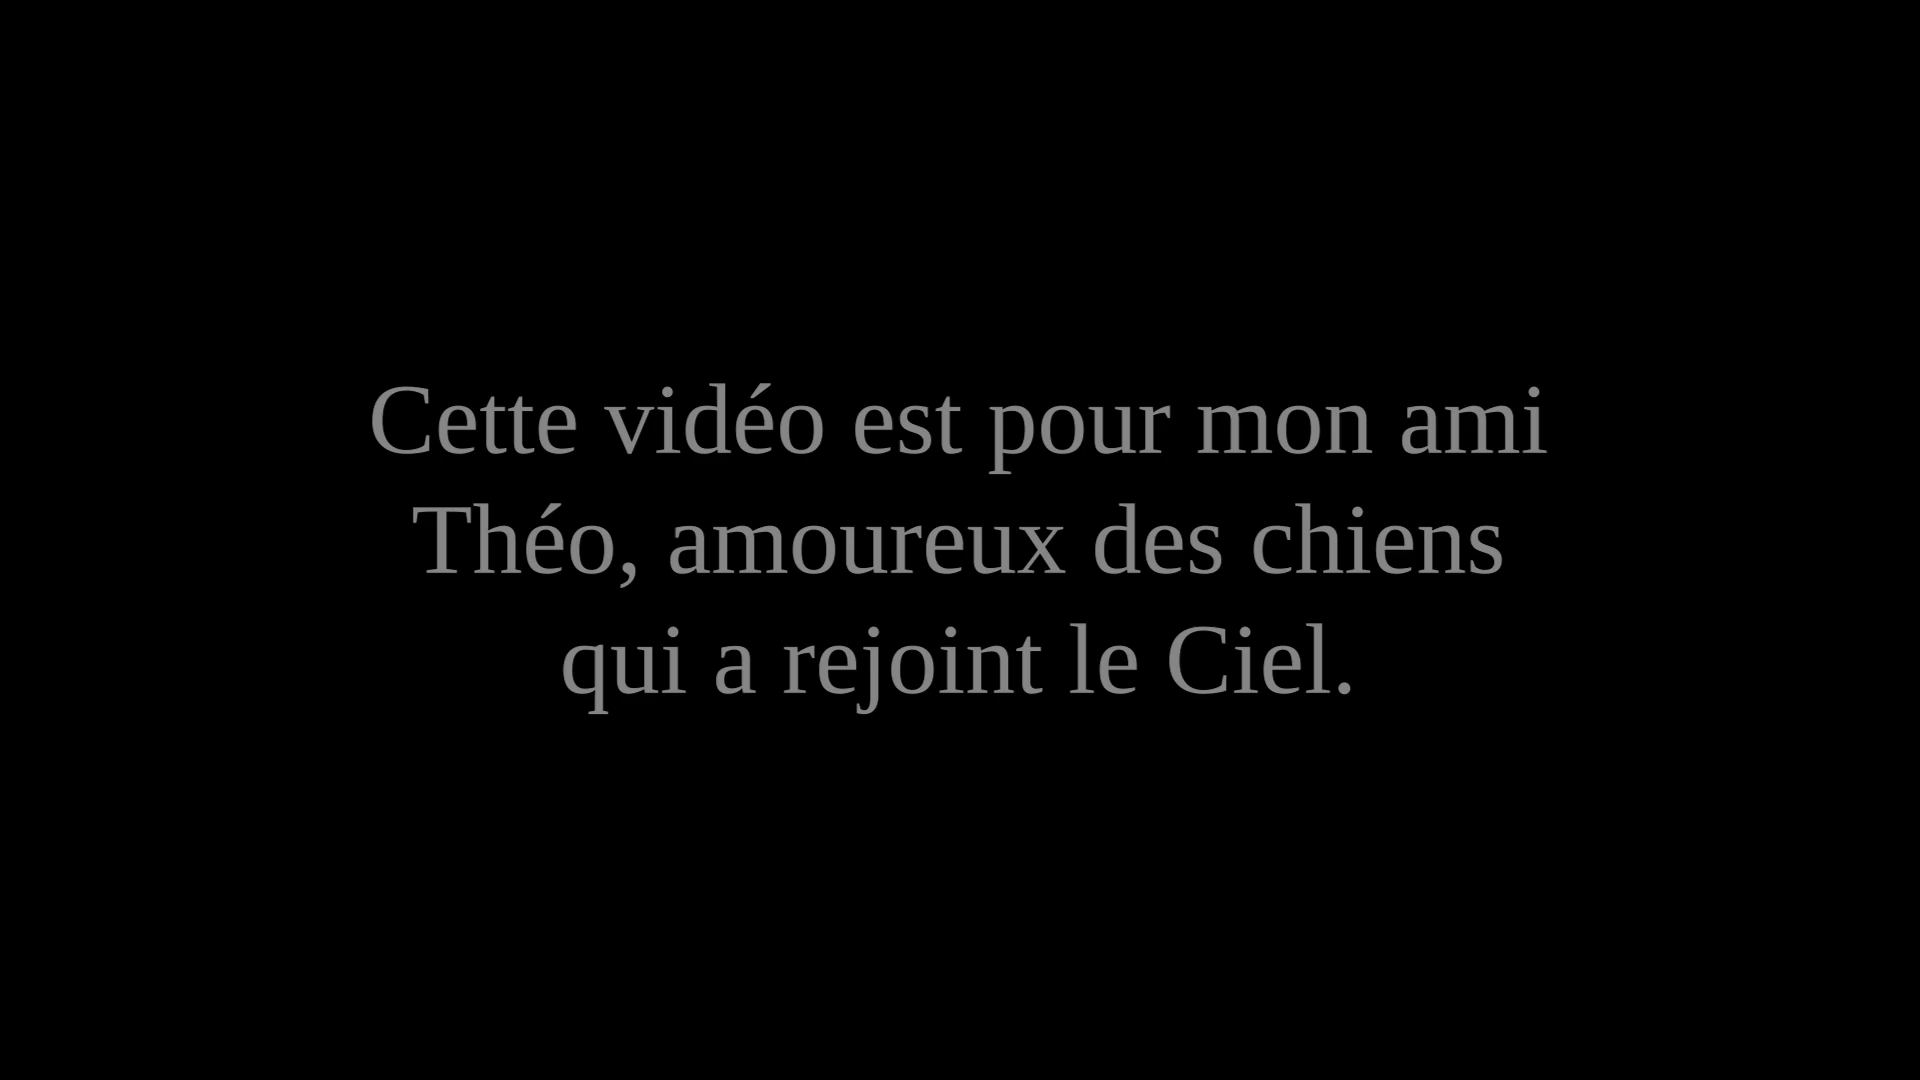 Cette vidéo est pour mon ami
Théo, amoureux des chiens
qui a rejoint le Ciel.